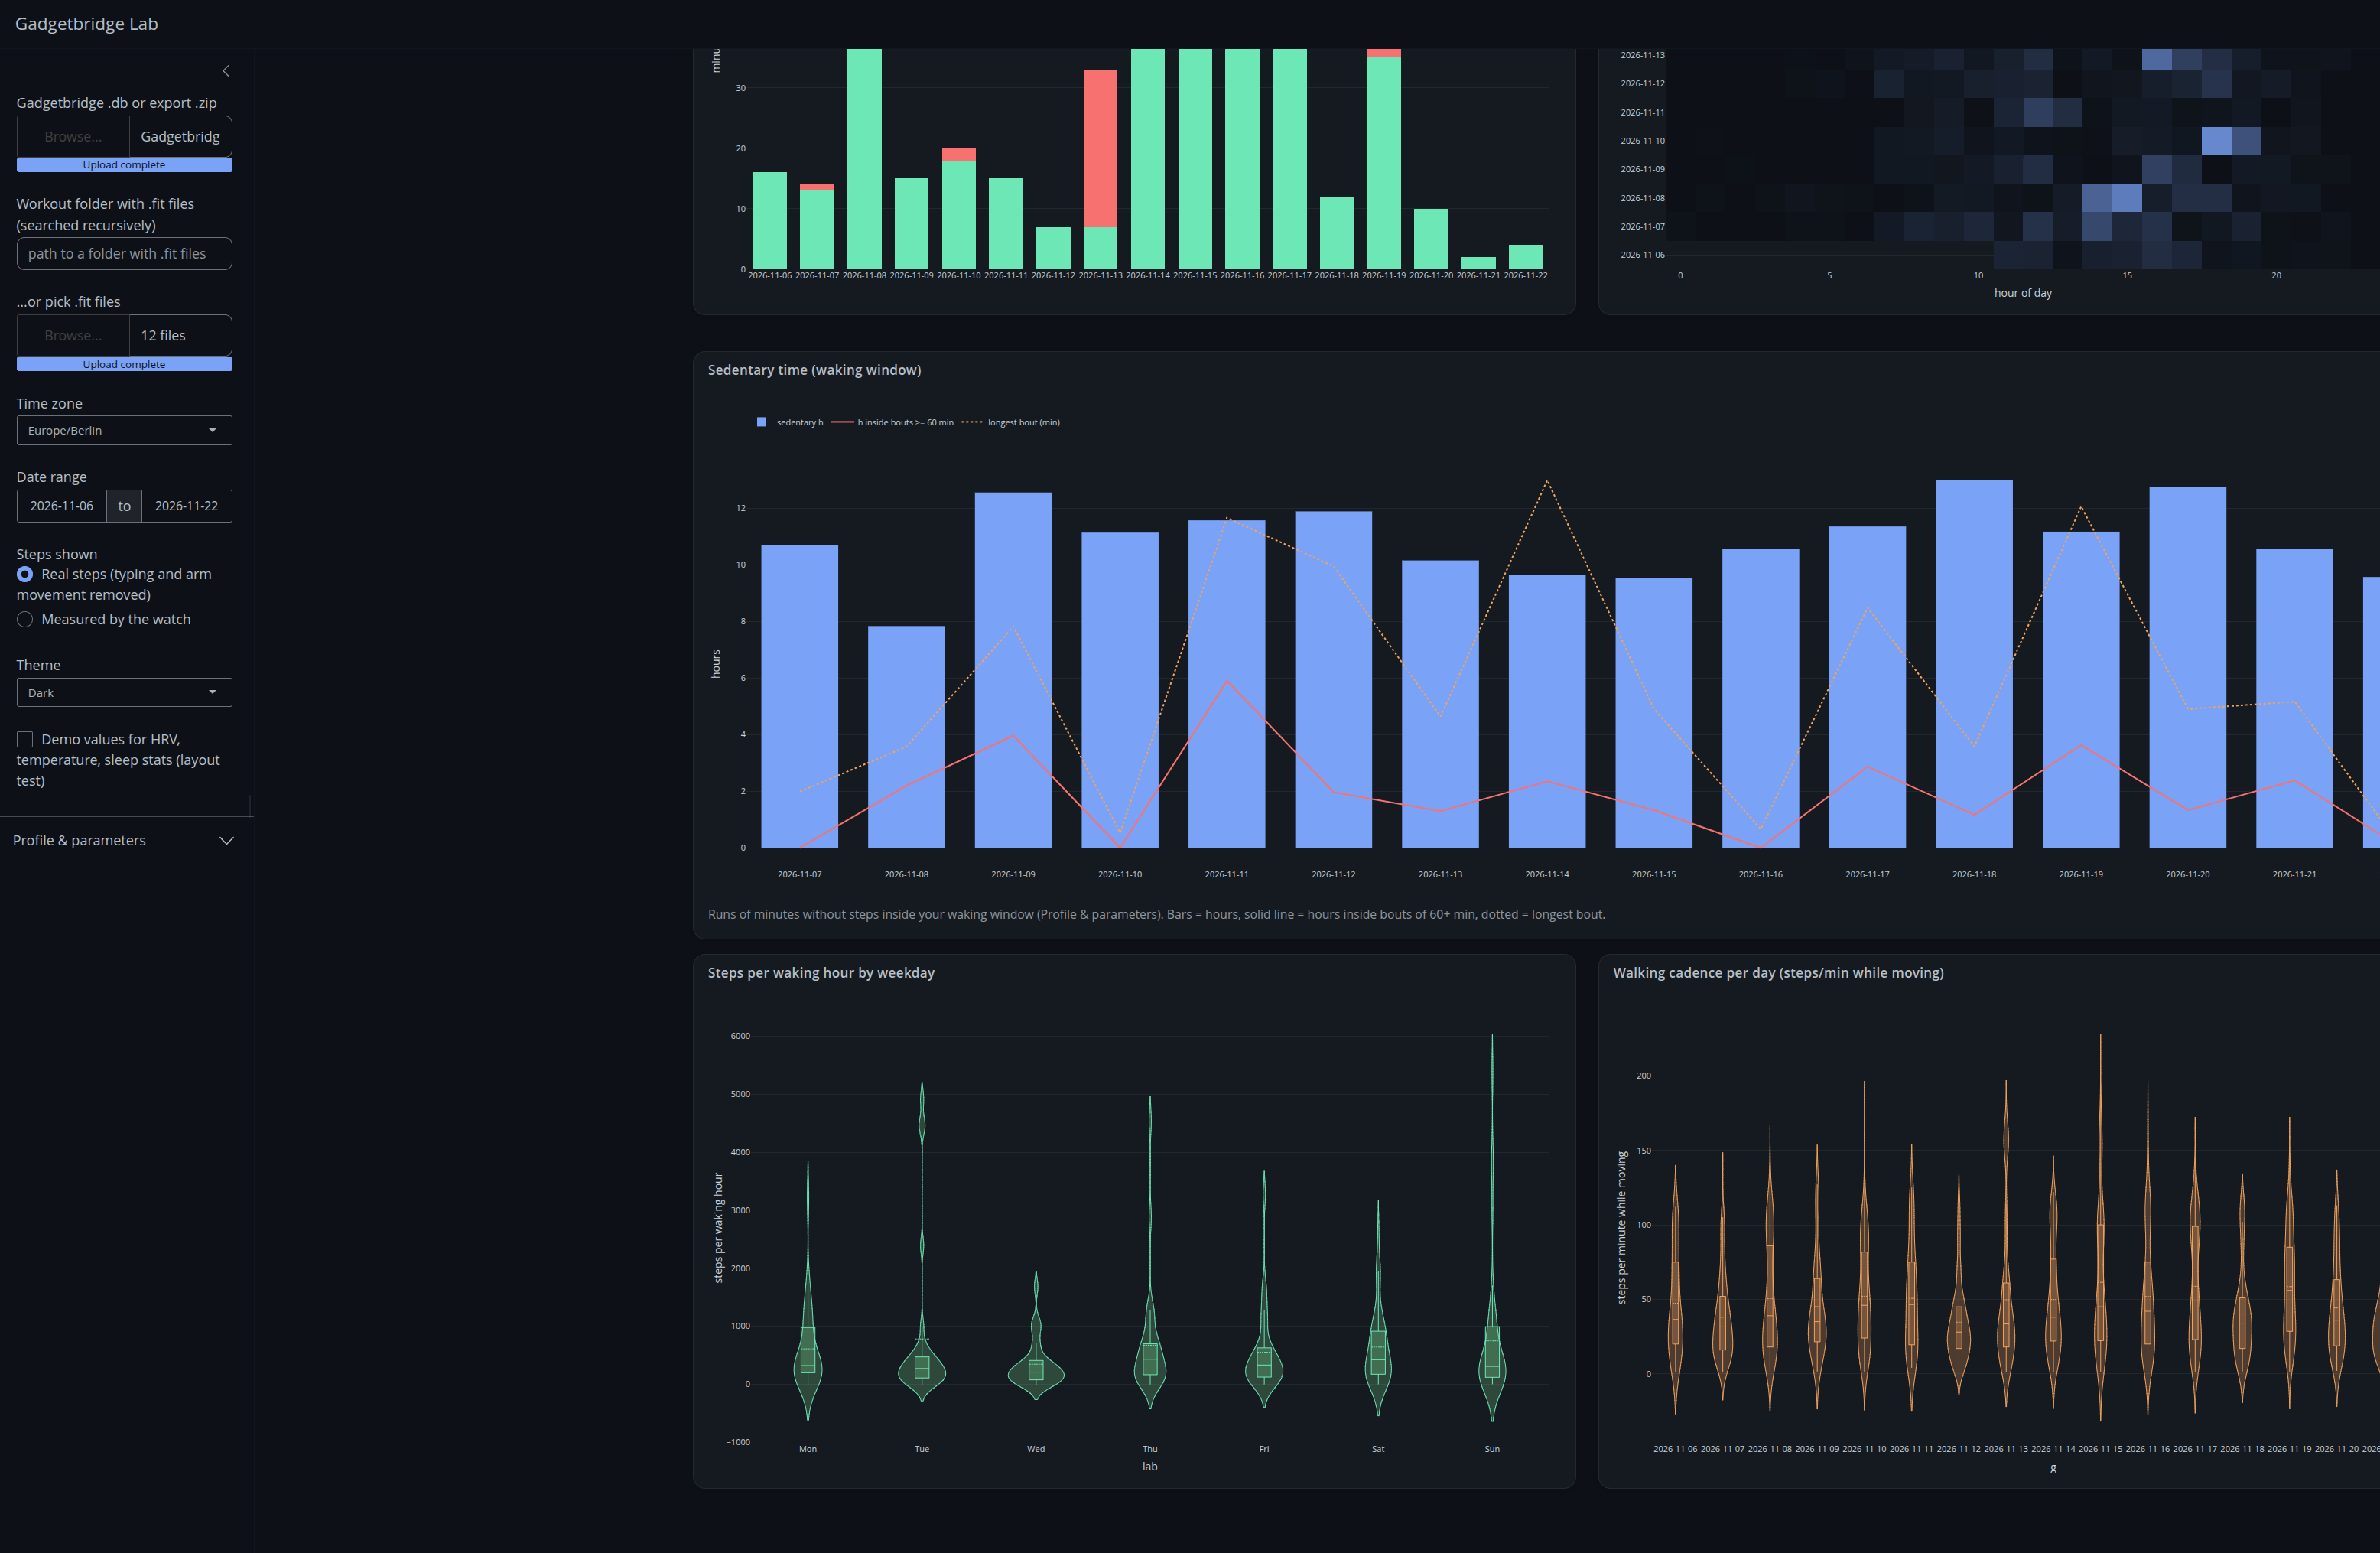 Gadgetbridge Lab
Gadgetbridge .db or export .zip
Browse...
Gadgetbridg
Upload complete
Workout folder with .fit files
(searched recursively)
path to a folder with .fit files
...or pick .fit files
Browse...
12 files
Upload complete
Time zone
Europe/Berlin
Date range
2026-11-06 to 2026-11-22
Steps shown
Real steps (typing and arm
movement removed)
Measured by the watch
Theme
Dark
Demo values for HRV,
temperature, sleep stats (layout
test)
Profile & parameters
minu
30
20
10
0
2026-11-06 2026-11-07 2026-11-08 2026-11-09 2026-11-10 2026-11-11 2026-11-12 2026-11-13 2026-11-14 2026-11-15 2026-11-16 2026-11-17 2026-11-18 2026-11-19 2026-11-20 2026-11-21 2026-11-22
2026-11-13
2026-11-12
2026-11-11
2026-11-10
2026-11-09
2026-11-08
2026-11-07
2026-11-06
0 5 10 15 20
hour of day
Sedentary time (waking window)
sedentary h h inside bouts >= 60 min longest bout (min)
hours
12
10
8
6
4
2
0
2026-11-07 2026-11-08 2026-11-09 2026-11-10 2026-11-11 2026-11-12 2026-11-13 2026-11-14 2026-11-15 2026-11-16 2026-11-17 2026-11-18 2026-11-19 2026-11-20 2026-11-21
Runs of minutes without steps inside your waking window (Profile & parameters). Bars = hours, solid line = hours inside bouts of 60+ min, dotted = longest bout.
Steps per waking hour by weekday
steps per waking hour
6000
5000
4000
3000
2000
1000
0
−1000
Mon Tue Wed Thu Fri Sat Sun
lab
Walking cadence per day (steps/min while moving)
steps per minute while moving
200
150
100
50
0
2026-11-06 2026-11-07 2026-11-08 2026-11-09 2026-11-10 2026-11-11 2026-11-12 2026-11-13 2026-11-14 2026-11-15 2026-11-16 2026-11-17 2026-11-18 2026-11-19 2026-11-20 2026
g